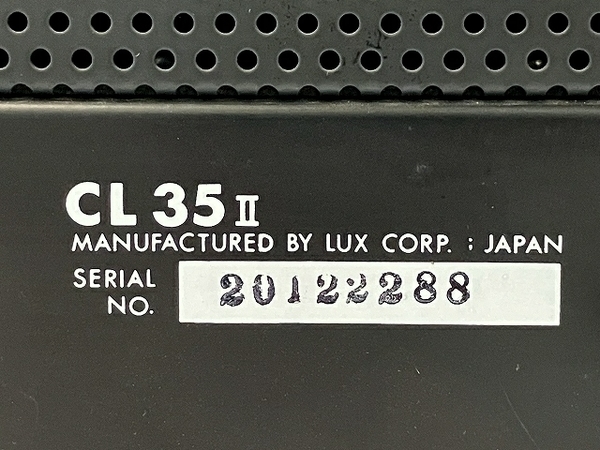 CL 35 II
MANUFACTURED BY LUX CORP. : JAPAN
SERIAL NO. 20122288